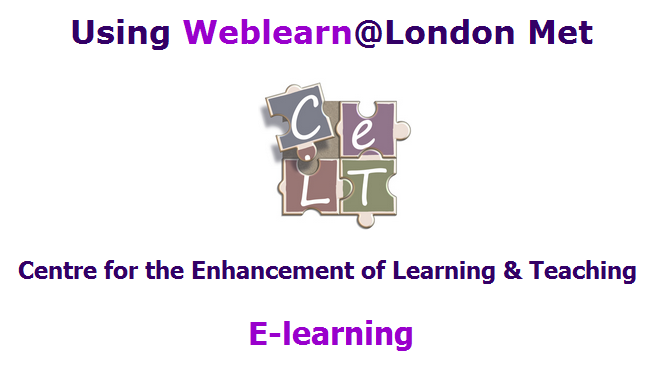 Using Weblearn@London Met
C e
L T
Centre for the Enhancement of Learning & Teaching
E-learning